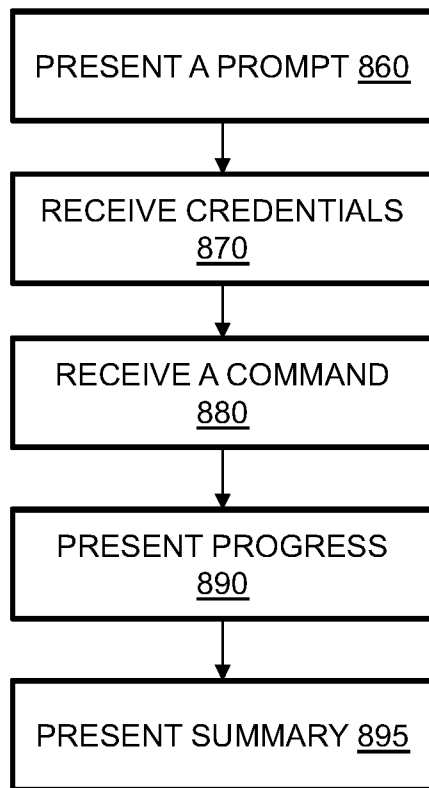 PRESENT A PROMPT 860
RECEIVE CREDENTIALS
870
RECEIVE A COMMAND
880
PRESENT PROGRESS
890
PRESENT SUMMARY 895